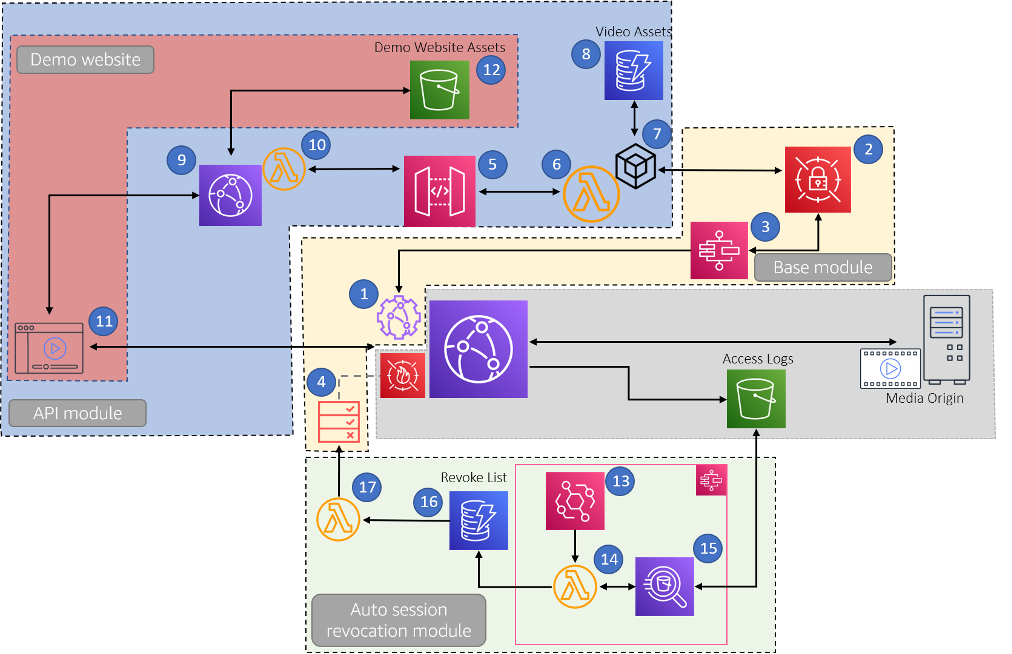 Video Assets
Demo website
Demo Website Assets
8
12
7
10
2
9
5
6
3
Base module
1
11
4
Access Logs
Media Origin
API module
17
Revoke List
13
16
15
14
Auto session
revocation module